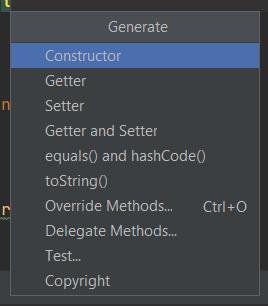 Generate
Constructor
Getter
Setter
Getter and Setter
equals() and hashCode()
toString()
Override Methods... Ctrl+O
Delegate Methods...
Test...
Copyright